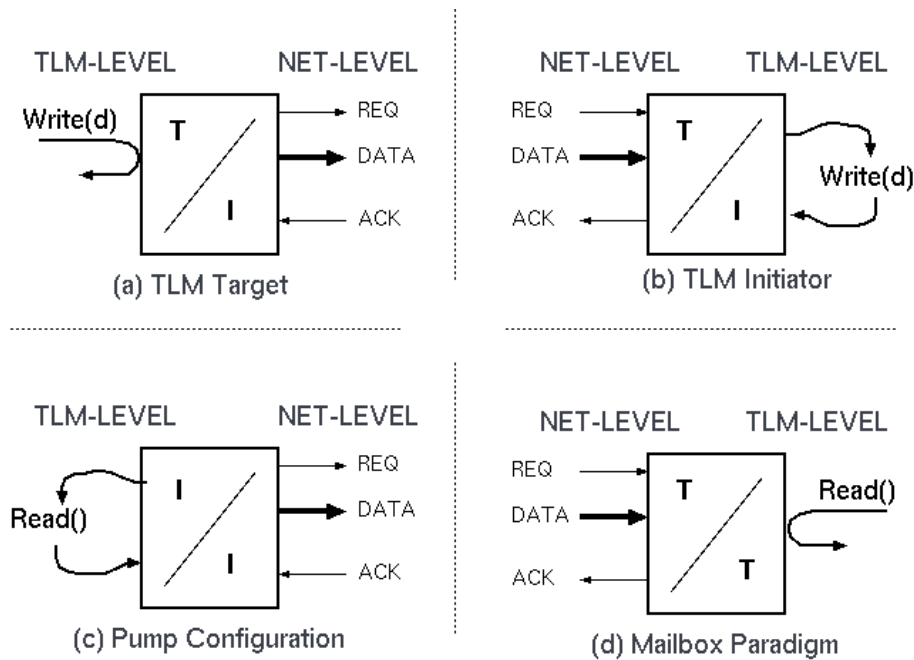 TLM-LEVEL NET-LEVEL
Write(d)
T
I
REQ
DATA
ACK
(a) TLM Target
NET-LEVEL TLM-LEVEL
REQ
DATA
ACK
T
I
Write(d)
(b) TLM Initiator
TLM-LEVEL NET-LEVEL
Read()
I
I
REQ
DATA
ACK
(c) Pump Configuration
NET-LEVEL TLM-LEVEL
REQ
DATA
ACK
T
T
Read()
(d) Mailbox Paradigm